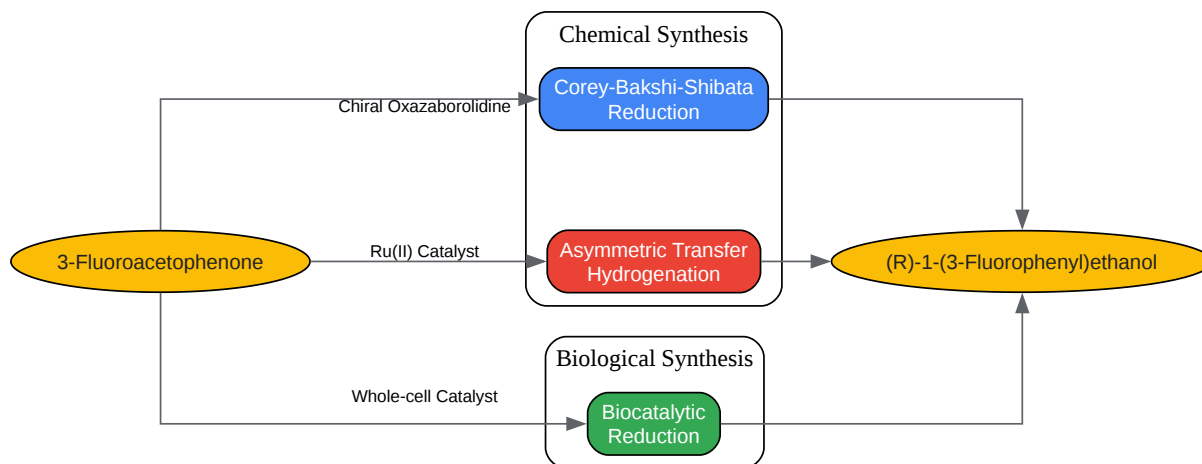 Chemical Synthesis
Corey-Bakshi-Shibata
Reduction
Chiral Oxazaborolidine
3-Fluoroacetophenone
Ru(II) Catalyst
Asymmetric Transfer
Hydrogenation
(R)-1-(3-Fluorophenyl)ethanol
Biological Synthesis
Whole-cell Catalyst
Biocatalytic
Reduction